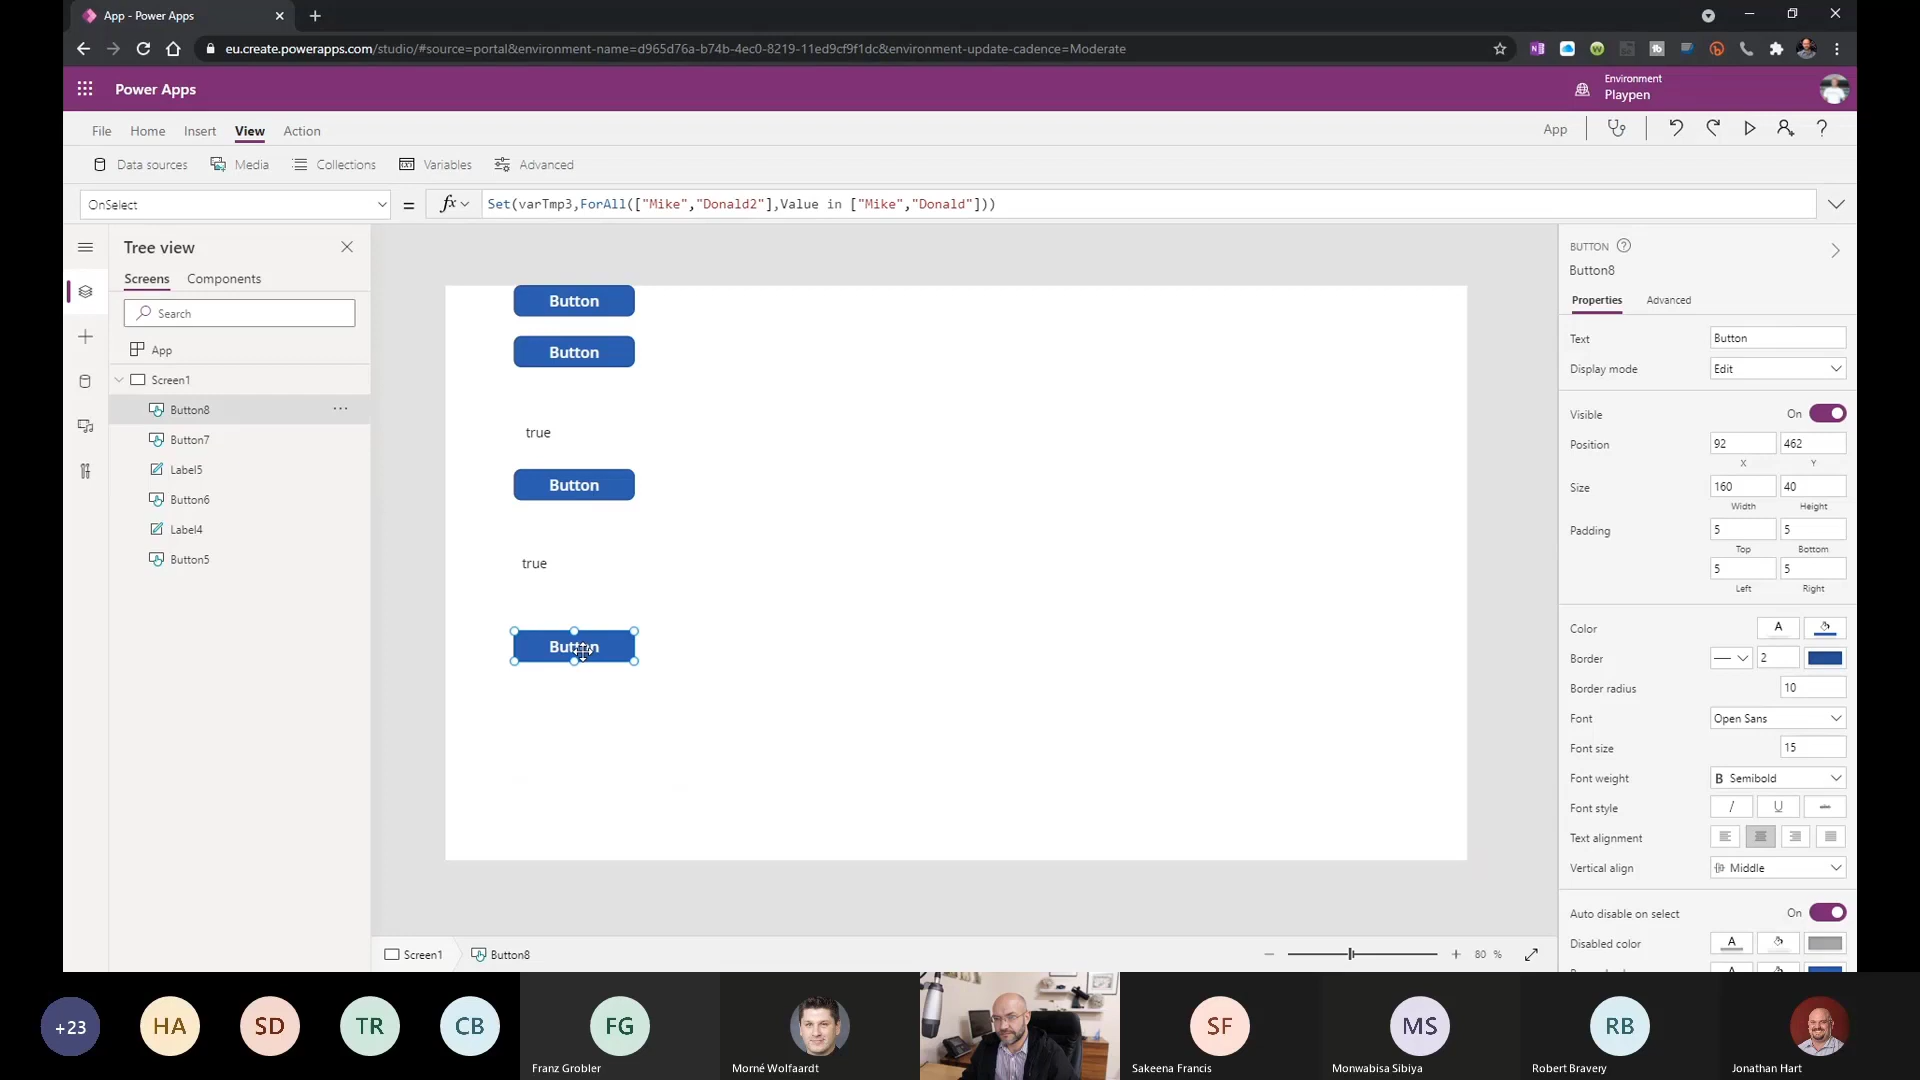 App - Power Apps
eu.create.powerapps.com/studio/#source=portal&environment-name=d965d76a-b74b-4ec0-8219-11ed9cf9f1dc&environment-update-cadence=Moderate
Power Apps
Environment
Playpen
File Home Insert View Action
App
Data sources Media Collections Variables Advanced
OnSelect
= fx Set(varTmp3,ForAll(["Mike","Donald2"],Value in ["Mike","Donald"]))
Tree view
Screens Components
Search
App
Screen1
Button8
Button7
Label5
Button6
Label4
Button5
Button
Button
true
Button
true
Button
BUTTON
Button8
Properties Advanced
Text Button
Display mode Edit
Visible On
Position 92 462
X Y
Size 160 40
Width Height
Padding 5 5
Top Bottom
5 5
Left Right
Color A
Border 2
Border radius 10
Font Open Sans
Font size 15
Font weight B Semibold
Font style / U
Text alignment
Vertical align Middle
Auto disable on select On
Disabled color A
Screen1 Button8
80 %
+23 HA SD TR CB FG SF MS RB
Franz Grobler
Morné Wolfaardt
Sakeena Francis
Monwabisa Sibiya
Robert Bravery
Jonathan Hart